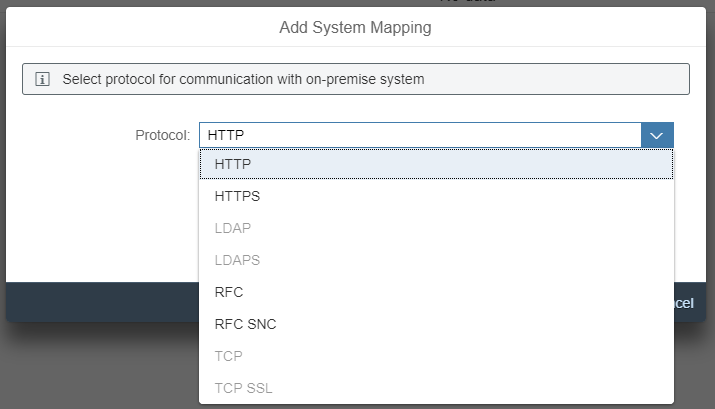 Add System Mapping
Select protocol for communication with on-premise system
Protocol: HTTP
HTTP
HTTPS
LDAP
LDAPS
RFC
RFC SNC
TCP
TCP SSL